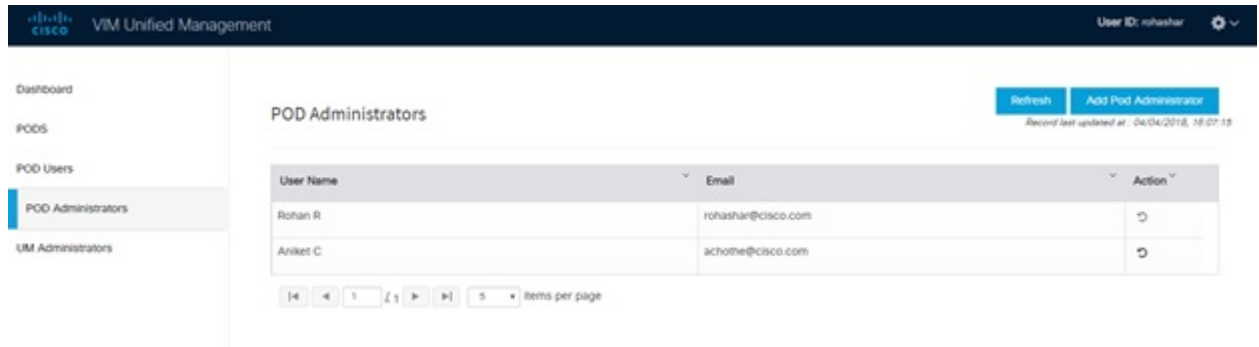 CISCO VIM Unified Management User ID: rohashar
Dashboard
PODS
POD Users
POD Administrators
UM Administrators
POD Administrators
Refresh Add Pod Administrator
Record last updated at : 04/04/2018, 16:07:15
User Name Email Action
Rohan R rohashar@cisco.com
Aniket C achothe@cisco.com
1 / 1 5 items per page